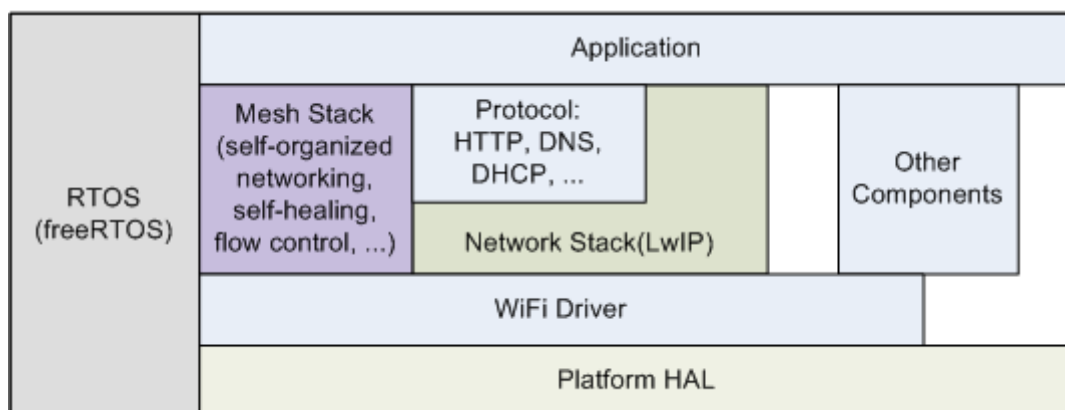 Application
RTOS
(freeRTOS)
Mesh Stack
(self-organized
networking,
self-healing,
flow control, ...)
Protocol:
HTTP, DNS,
DHCP, ...
Network Stack(LwIP)
Other
Components
WiFi Driver
Platform HAL